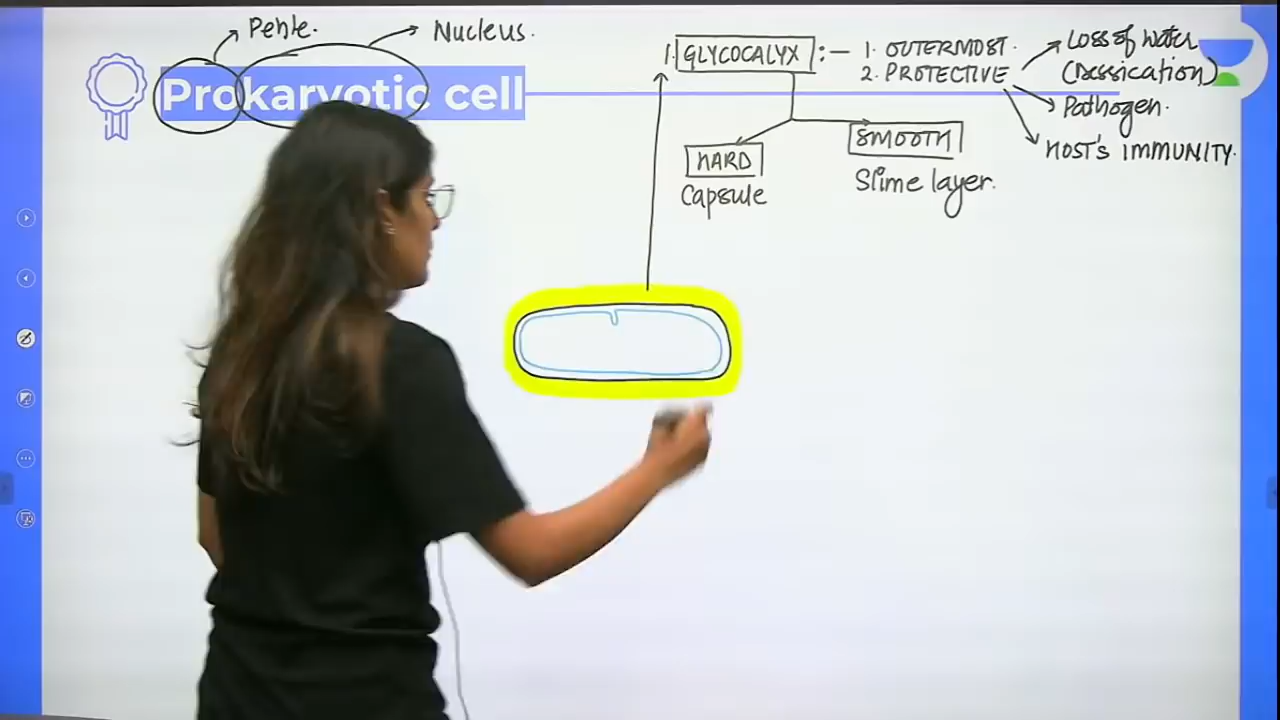 Pehle.
Nucleus.
Prokaryotic cell
1. GLYCOCALYX :- 1. OUTERMOST.
2. PROTECTIVE
Loss of water
(Dessication)
Pathogen.
HOST'S IMMUNITY.
HARD
Capsule
SMOOTH
Slime layer.